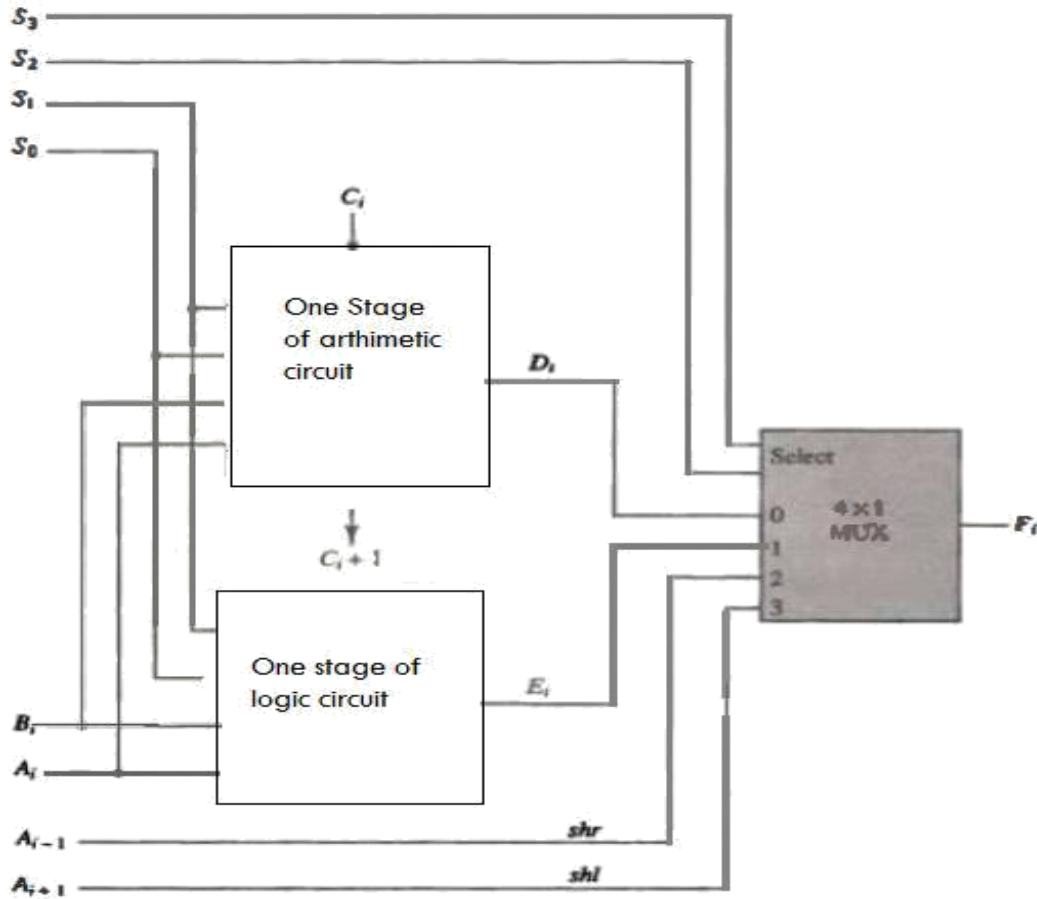 S₃
S₂
S₁
S₀
Cᵢ
One Stage
of arthimetic
circuit
Dᵢ
Select
0
4 × 1
MUX
Fᵢ
1
2
3
Cᵢ + 1
One stage of
logic circuit
Eᵢ
Bᵢ
Aᵢ
Aᵢ₋₁
shr
Aᵢ₊₁
shl